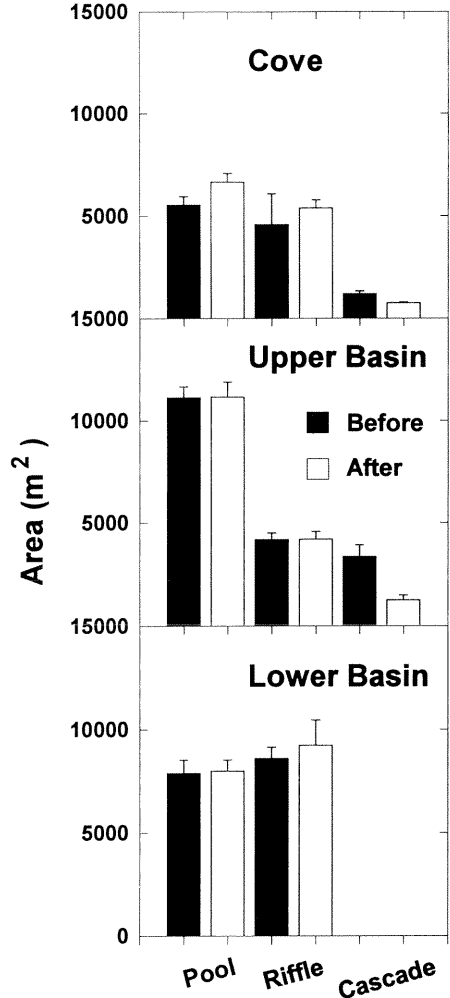 15000
Cove
10000
5000
15000
Upper Basin
10000
Before
After
5000
Area (m²)
15000
Lower Basin
10000
5000
0
Pool Riffle Cascade